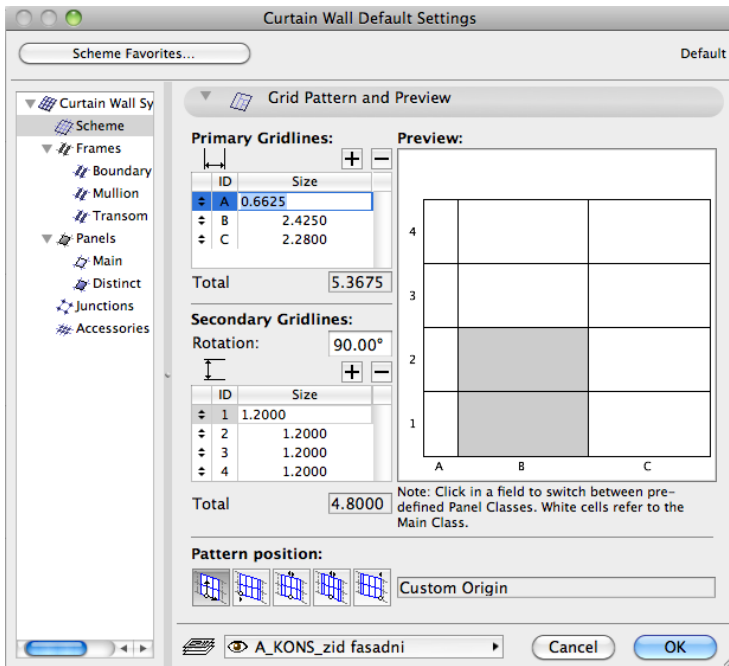 Curtain Wall Default Settings
Scheme Favorites...
Default
Curtain Wall Sy
Scheme
Frames
Boundary
Mullion
Transom
Panels
Main
Distinct
Junctions
Accessories
Grid Pattern and Preview
Primary Gridlines:
ID Size
A 0.6625
B 2.4250
C 2.2800
Total 5.3675
Secondary Gridlines:
Rotation: 90.00°
ID Size
1 1.2000
2 1.2000
3 1.2000
4 1.2000
Total 4.8000
Preview:
4
3
2
1
A B C
Note: Click in a field to switch between pre-
defined Panel Classes. White cells refer to the
Main Class.
Pattern position:
Custom Origin
A_KONS_zid fasadni
Cancel
OK